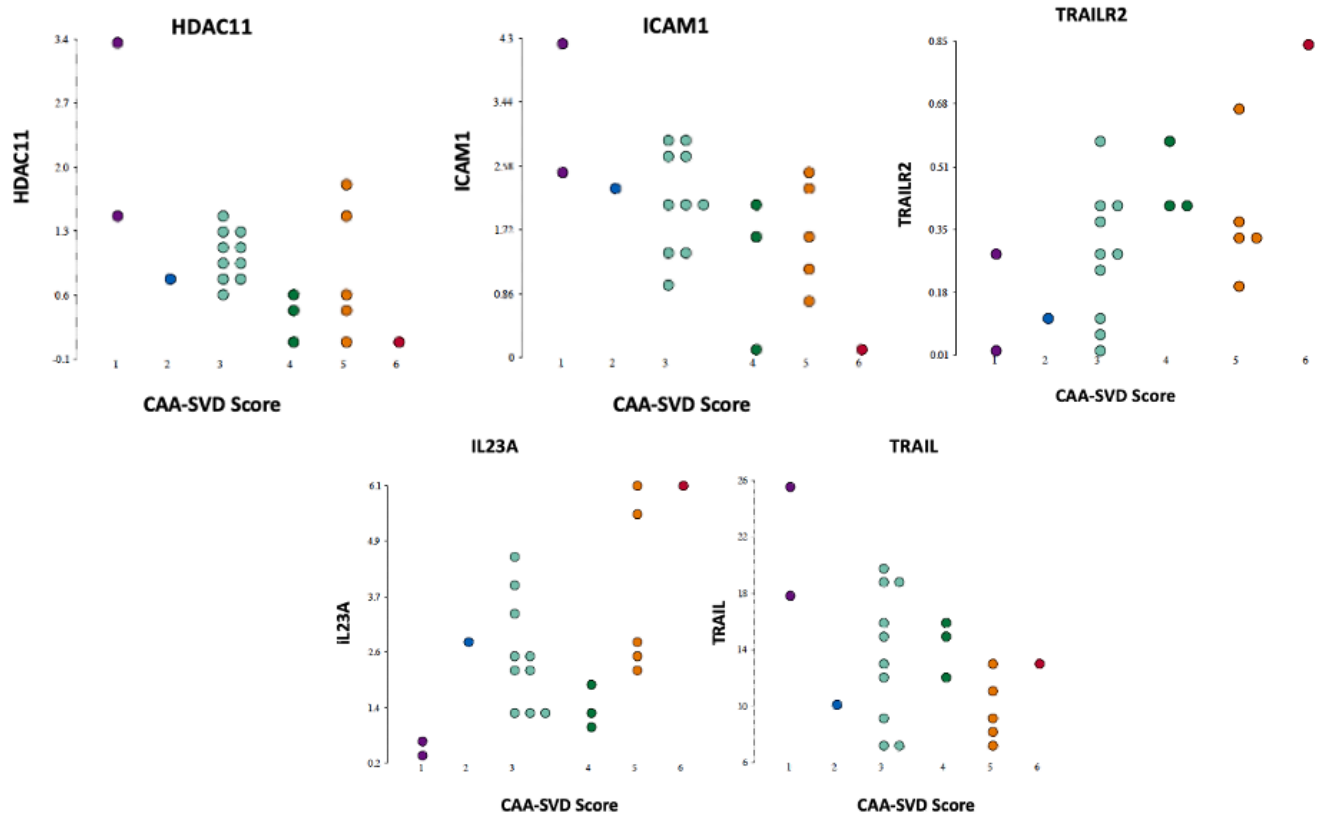 HDAC11
3.4
2.7
2.0
1.3
0.6
-0.1
HDAC11
1 2 3 4 5 6
CAA-SVD Score
ICAM1
4.3
3.44
2.58
1.72
0.86
0
ICAM1
1 2 3 4 5 6
CAA-SVD Score
TRAILR2
0.85
0.68
0.51
0.35
0.18
0.01
TRAILR2
1 2 3 4 5 6
CAA-SVD Score
IL23A
6.1
4.9
3.7
2.6
1.4
0.2
iL23A
1 2 3 4 5 6
CAA-SVD Score
TRAIL
26
22
18
14
10
6
TRAIL
1 2 3 4 5 6
CAA-SVD Score